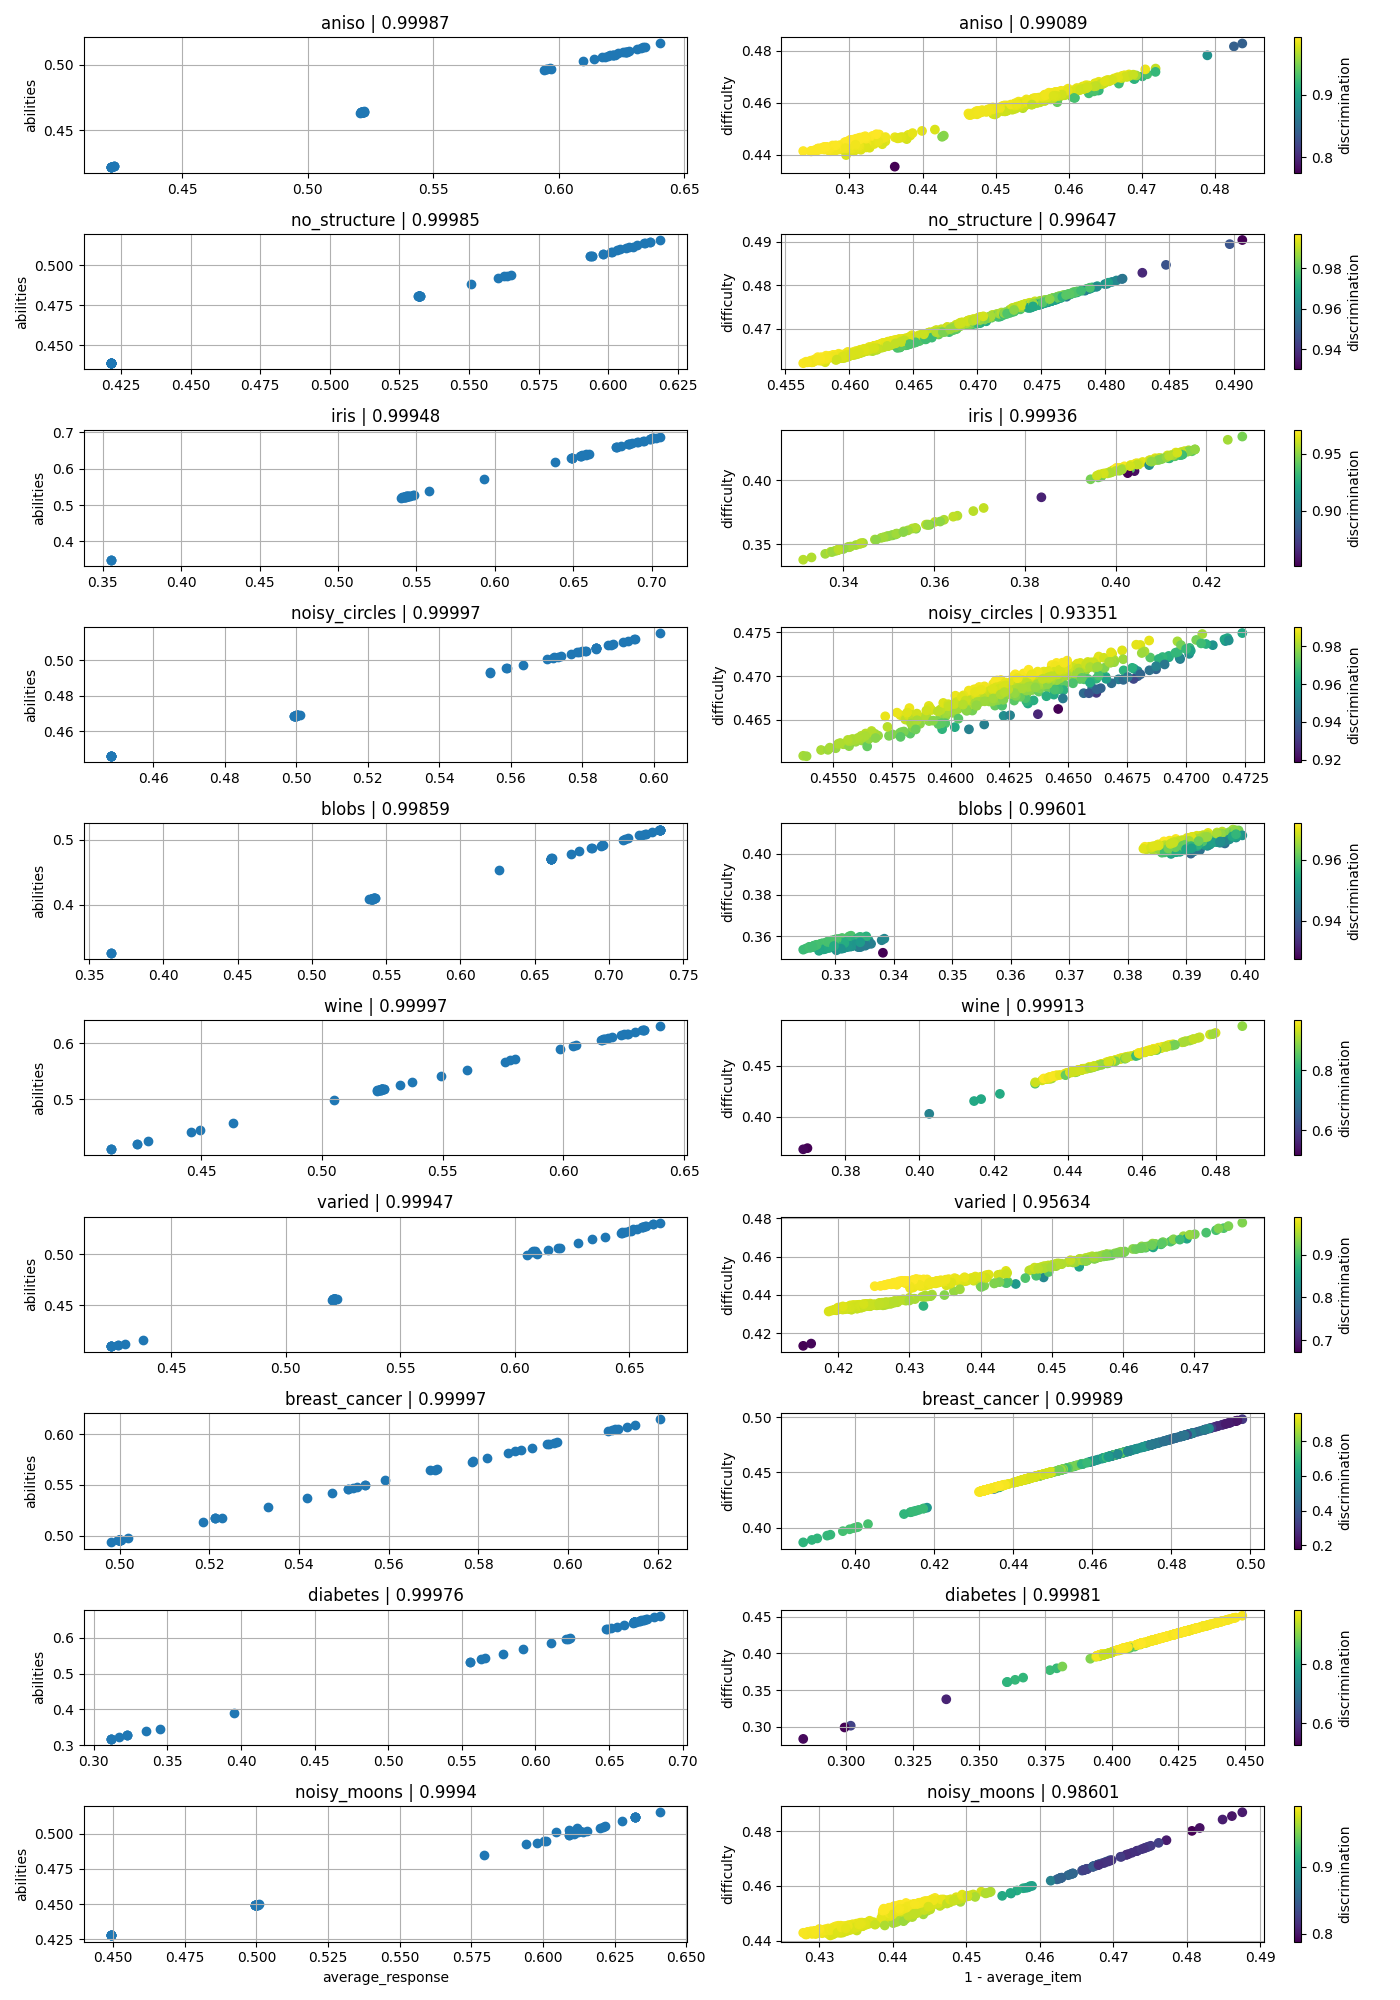 aniso | 0.99987
abilities
0.50
0.45
0.45 0.50 0.55 0.60 0.65
aniso | 0.99089
difficulty
0.48
0.46
0.44
0.43 0.44 0.45 0.46 0.47 0.48
0.9
0.8
discrimination
no_structure | 0.99985
abilities
0.500
0.475
0.450
0.425 0.450 0.475 0.500 0.525 0.550 0.575 0.600 0.625
no_structure | 0.99647
difficulty
0.49
0.48
0.47
0.455 0.460 0.465 0.470 0.475 0.480 0.485 0.490
0.98
0.96
0.94
discrimination
iris | 0.99948
abilities
0.7
0.6
0.5
0.4
0.35 0.40 0.45 0.50 0.55 0.60 0.65 0.70
iris | 0.99936
difficulty
0.40
0.35
0.34 0.36 0.38 0.40 0.42
0.95
0.90
discrimination
noisy_circles | 0.99997
abilities
0.50
0.48
0.46
0.46 0.48 0.50 0.52 0.54 0.56 0.58 0.60
noisy_circles | 0.93351
difficulty
0.475
0.470
0.465
0.4550 0.4575 0.4600 0.4625 0.4650 0.4675 0.4700 0.4725
0.98
0.96
0.94
0.92
discrimination
blobs | 0.99859
abilities
0.5
0.4
0.35 0.40 0.45 0.50 0.55 0.60 0.65 0.70 0.75
blobs | 0.99601
difficulty
0.40
0.38
0.36
0.33 0.34 0.35 0.36 0.37 0.38 0.39 0.40
0.96
0.94
discrimination
wine | 0.99997
abilities
0.6
0.5
0.45 0.50 0.55 0.60 0.65
wine | 0.99913
difficulty
0.45
0.40
0.38 0.40 0.42 0.44 0.46 0.48
0.8
0.6
discrimination
varied | 0.99947
abilities
0.50
0.45
0.45 0.50 0.55 0.60 0.65
varied | 0.95634
difficulty
0.48
0.46
0.44
0.42
0.42 0.43 0.44 0.45 0.46 0.47
0.9
0.8
0.7
discrimination
breast_cancer | 0.99997
abilities
0.60
0.55
0.50
0.50 0.52 0.54 0.56 0.58 0.60 0.62
breast_cancer | 0.99989
difficulty
0.50
0.45
0.40
0.40 0.42 0.44 0.46 0.48 0.50
0.8
0.6
0.4
0.2
discrimination
diabetes | 0.99976
abilities
0.6
0.5
0.4
0.3
0.30 0.35 0.40 0.45 0.50 0.55 0.60 0.65 0.70
diabetes | 0.99981
difficulty
0.45
0.40
0.35
0.30
0.300 0.325 0.350 0.375 0.400 0.425 0.450
0.8
0.6
discrimination
noisy_moons | 0.9994
abilities
0.500
0.475
0.450
0.425
0.450 0.475 0.500 0.525 0.550 0.575 0.600 0.625 0.650
average_response
noisy_moons | 0.98601
difficulty
0.48
0.46
0.44
0.43 0.44 0.45 0.46 0.47 0.48 0.49
1 - average_item
0.9
0.8
discrimination